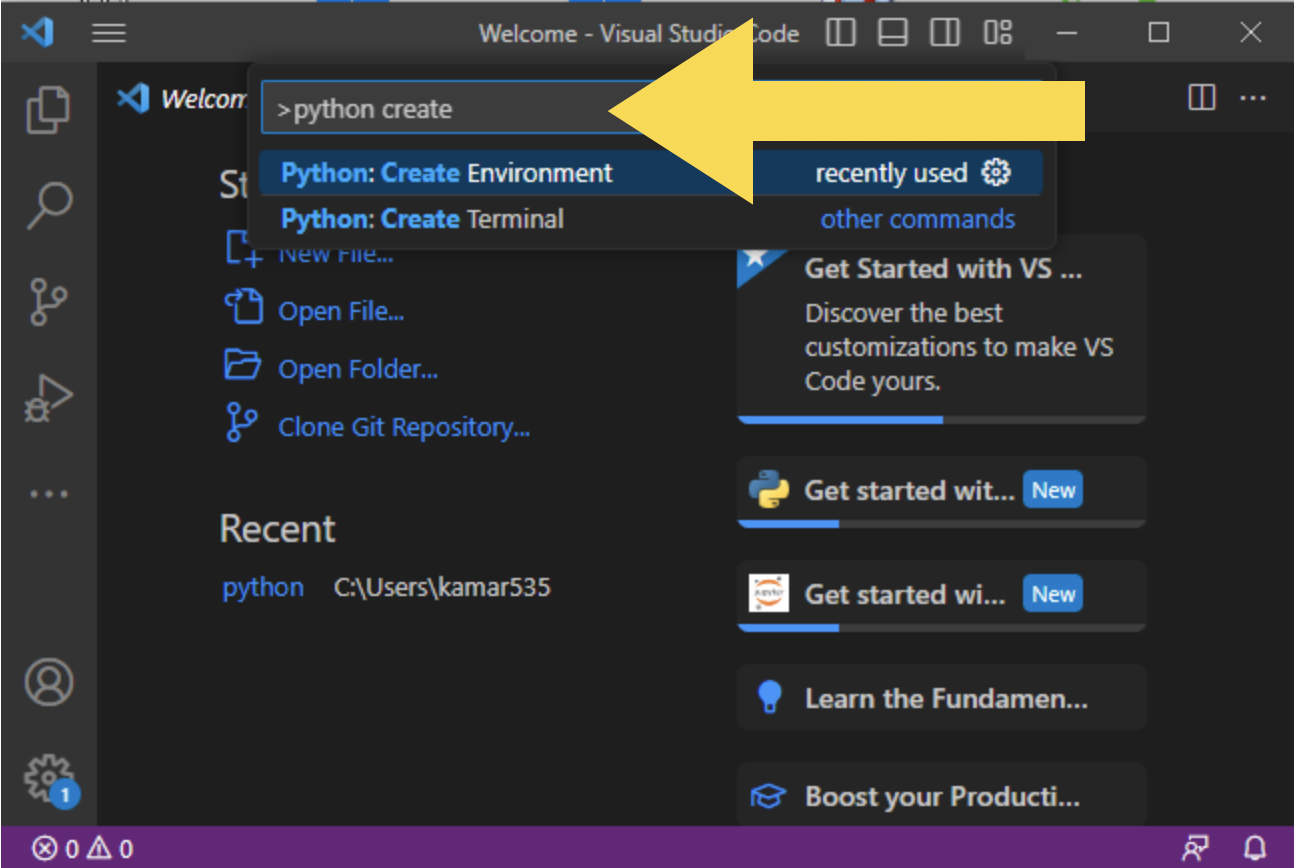 Welcome - Visual Studio Code
Welcom
>python create
Python: Create Environment
recently used
Python: Create Terminal
other commands
St
New File...
Open File...
Open Folder...
Clone Git Repository...
Recent
python C:\Users\kamar535
Get Started with VS ...
Discover the best
customizations to make VS
Code yours.
Get started wit... New
Get started wi... New
Learn the Fundamen...
Boost your Producti...
1
0 0